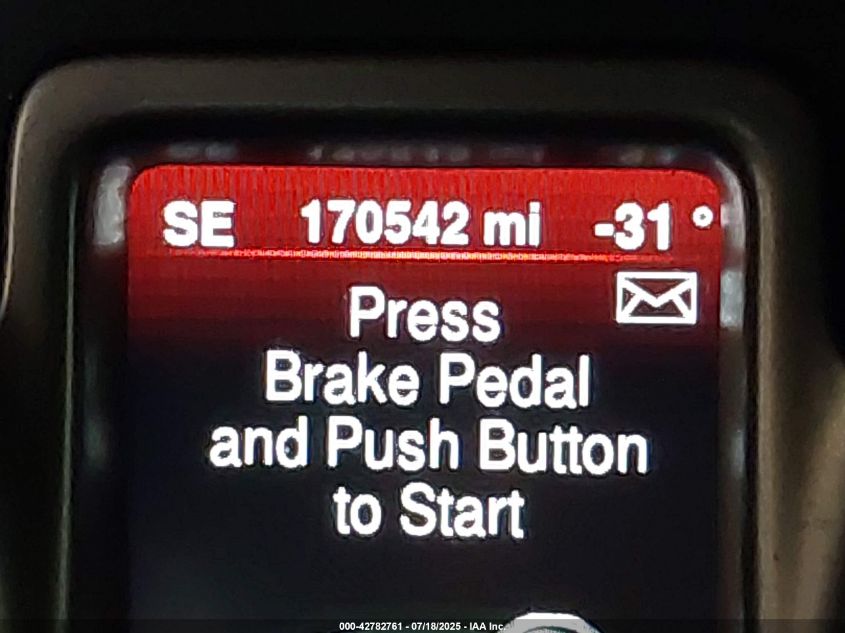 SE 170542 mi -31 °
Press
Brake Pedal
and Push Button
to Start
000-42782761 - 07/18/2025 - IAA Inc.